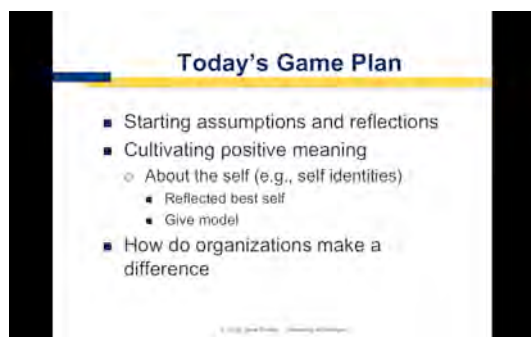 Today's Game Plan
Starting assumptions and reflections
Cultivating positive meaning
About the self (e.g., self identities)
Reflected best self
Give model
How do organizations make a
difference